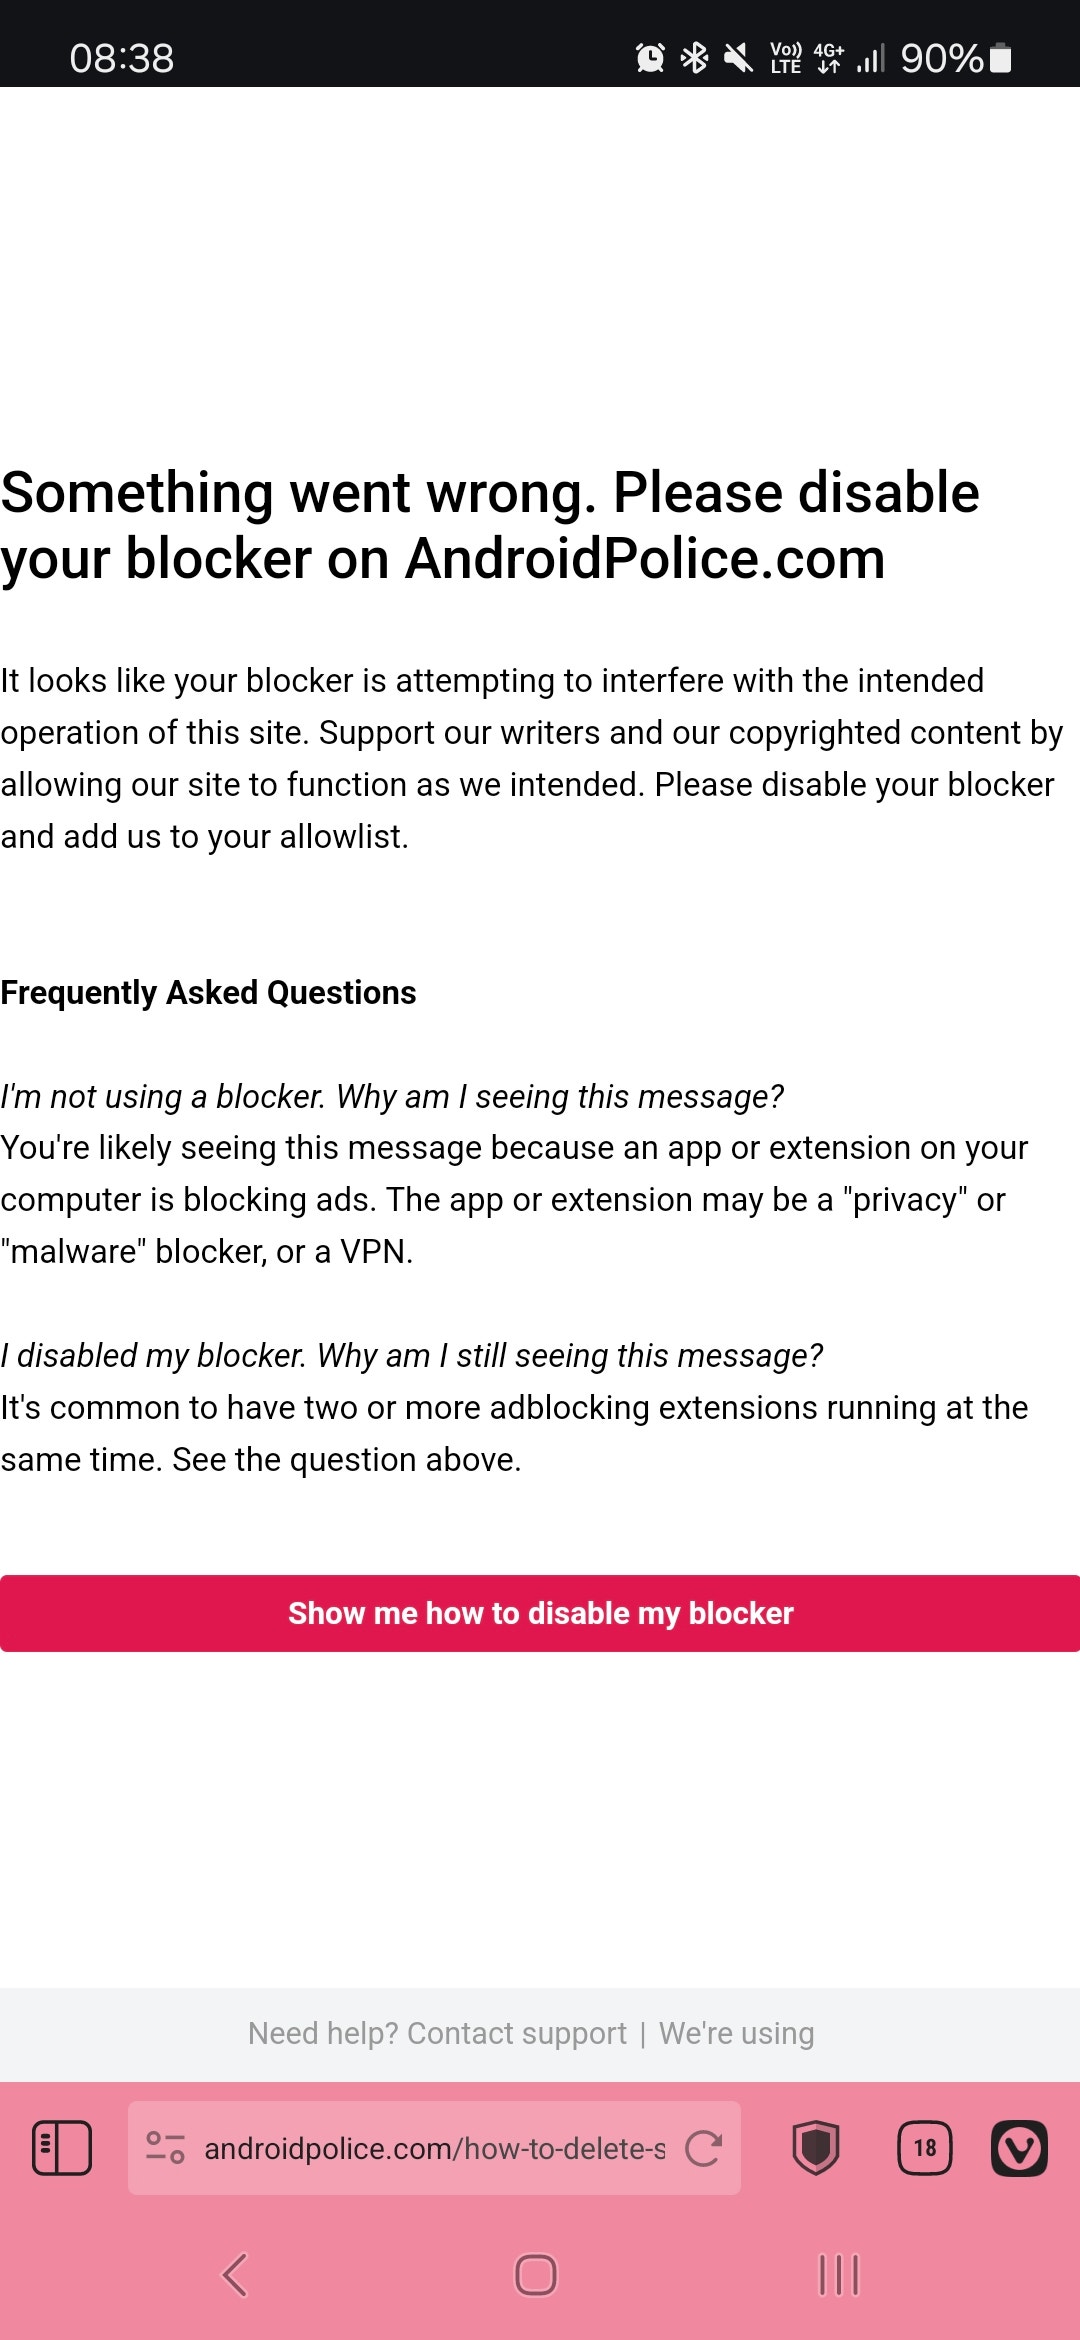 08:38
Vo)) LTE 4G+ 90%
Something went wrong. Please disable
your blocker on AndroidPolice.com
It looks like your blocker is attempting to interfere with the intended
operation of this site. Support our writers and our copyrighted content by
allowing our site to function as we intended. Please disable your blocker
and add us to your allowlist.
Frequently Asked Questions
I'm not using a blocker. Why am I seeing this message?
You're likely seeing this message because an app or extension on your
computer is blocking ads. The app or extension may be a "privacy" or
"malware" blocker, or a VPN.
I disabled my blocker. Why am I still seeing this message?
It's common to have two or more adblocking extensions running at the
same time. See the question above.
Show me how to disable my blocker
Need help? Contact support | We're using
androidpolice.com/how-to-delete-s
18